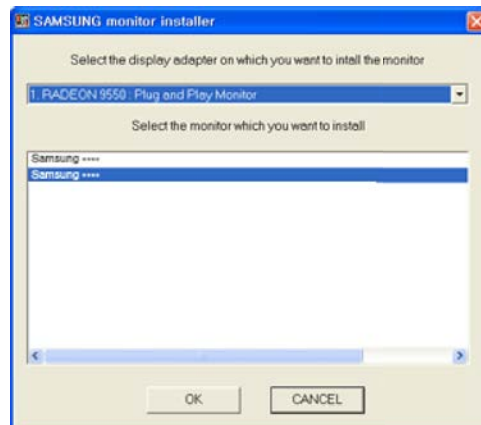 SAMSUNG monitor installer
Select the display adapter on which you want to intall the monitor
1. RADEON 9550 : Plug and Play Monitor
Select the monitor which you want to install
Samsung ····
Samsung ····
OK
CANCEL